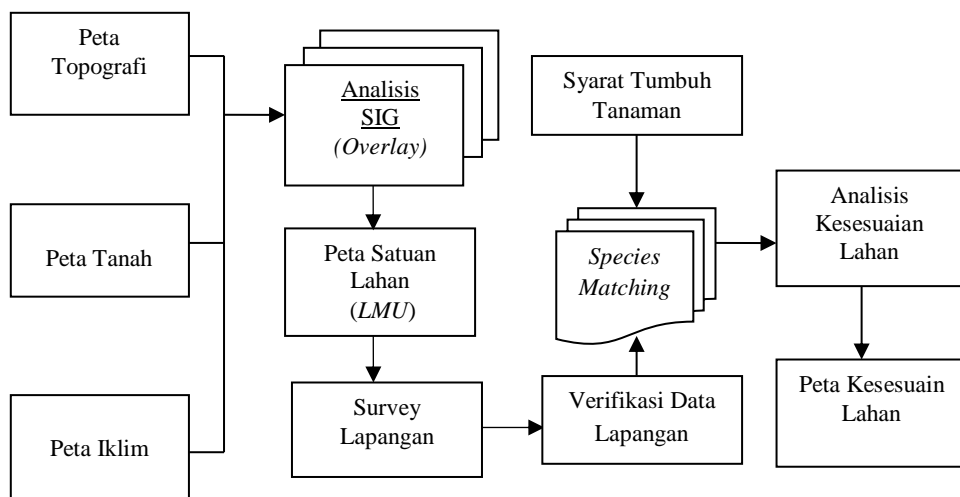 Peta
Topografi
Peta Tanah
Peta Iklim
Analisis
SIG
(Overlay)
Peta Satuan
Lahan
(LMU)
Survey
Lapangan
Syarat Tumbuh
Tanaman
Species
Matching
Verifikasi Data
Lapangan
Analisis
Kesesuaian
Lahan
Peta Kesesuain
Lahan